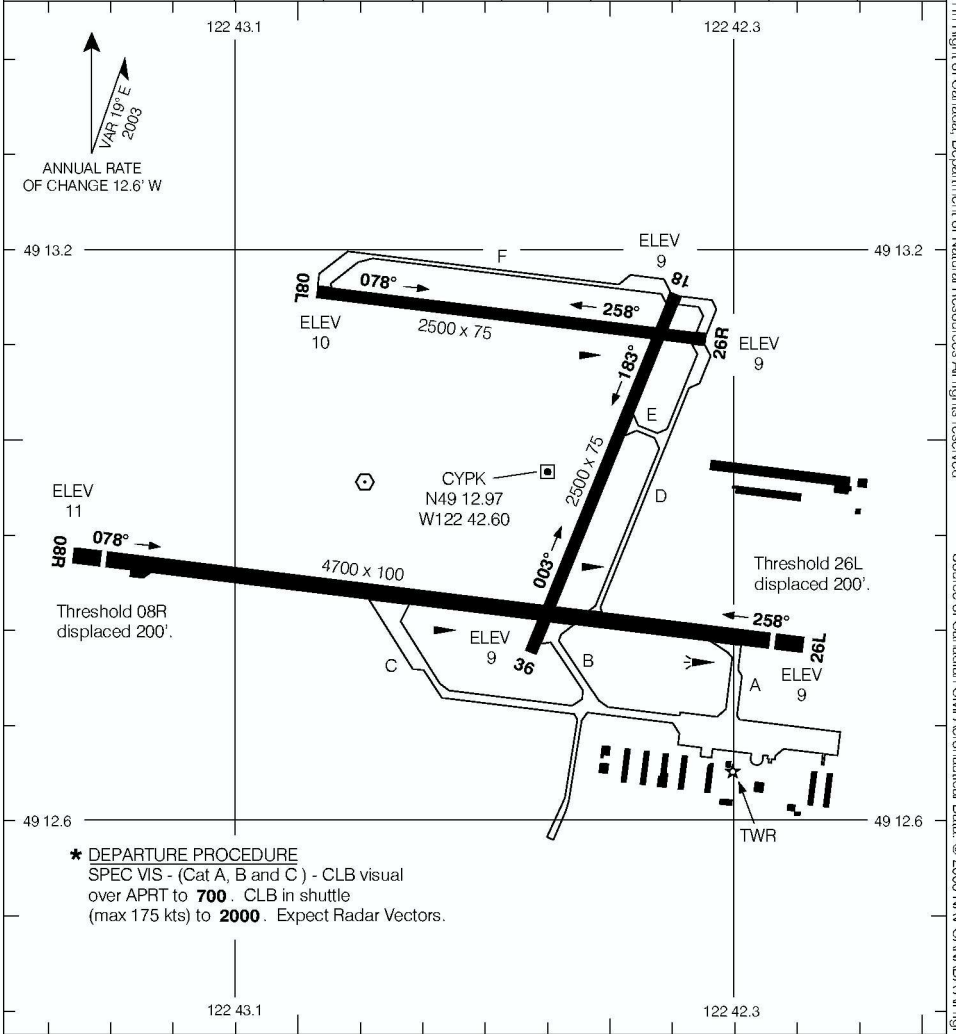 122 43.1
122 42.3
VAR 19° E
2003
ANNUAL RATE
OF CHANGE 12.6' W
49 13.2
49 13.2
F
ELEV
9
18
08L
078°
258°
ELEV
10
2500 x 75
26R
ELEV
9
183°
E
2500 x 75
CYPK
N49 12.97
W122 42.60
D
ELEV
11
08R
078°
003°
4700 x 100
Threshold 26L
displaced 200'.
Threshold 08R
displaced 200'.
258°
26L
ELEV
9
36
C
B
A
ELEV
9
49 12.6
49 12.6
TWR
* DEPARTURE PROCEDURE
SPEC VIS - (Cat A, B and C ) - CLB visual
over APRT to 700 . CLB in shuttle
(max 175 kts) to 2000 . Expect Radar Vectors.
122 43.1
122 42.3